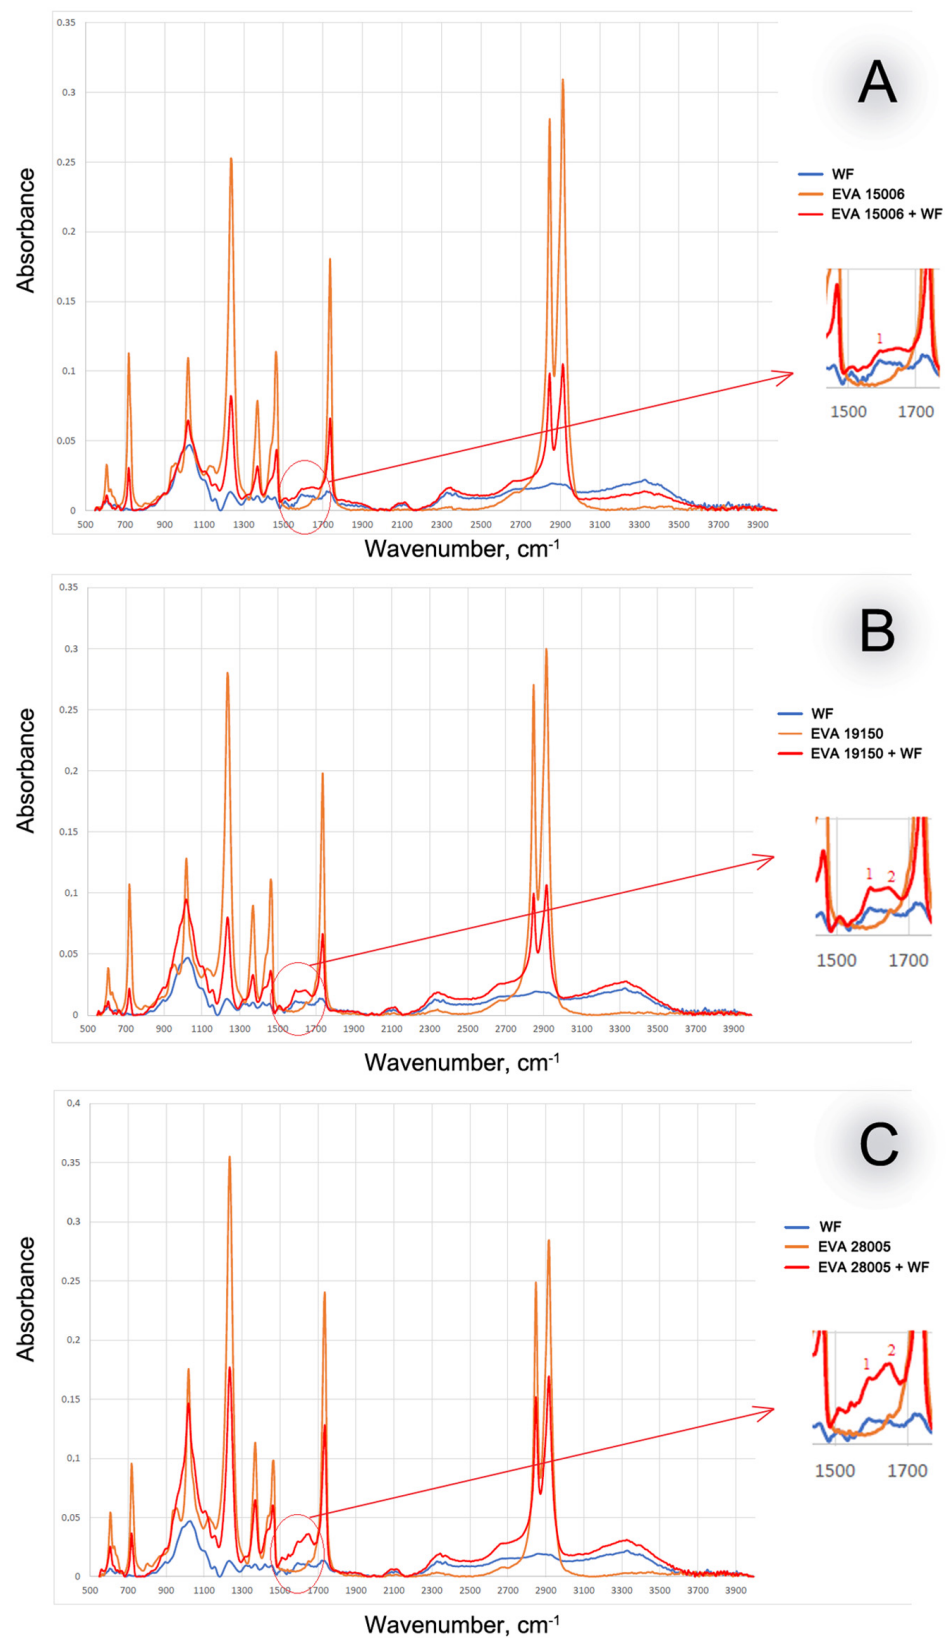 A
0.35
0.3
0.25
0.2
0.15
0.1
0.05
0
500 700 900 1100 1300 1500 1700 1900 2100 2300 2500 2700 2900 3100 3300 3500 3700 3900
Absorbance
Wavenumber, cm-1
WF
EVA 15006
EVA 15006 + WF
1
1500 1700
B
0.35
0.3
0.25
0.2
0.15
0.1
0.05
0
500 700 900 1100 1300 1500 1700 1900 2100 2300 2500 2700 2900 3100 3300 3500 3700 3900
Absorbance
Wavenumber, cm-1
WF
EVA 19150
EVA 19150 + WF
1 2
1500 1700
C
0,4
0,35
0,3
0,25
0,2
0,15
0,1
0,05
0
500 700 900 1100 1300 1500 1700 1900 2100 2300 2500 2700 2900 3100 3300 3500 3700 3900
Absorbance
Wavenumber, cm-1
WF
EVA 28005
EVA 28005 + WF
1 2
1500 1700